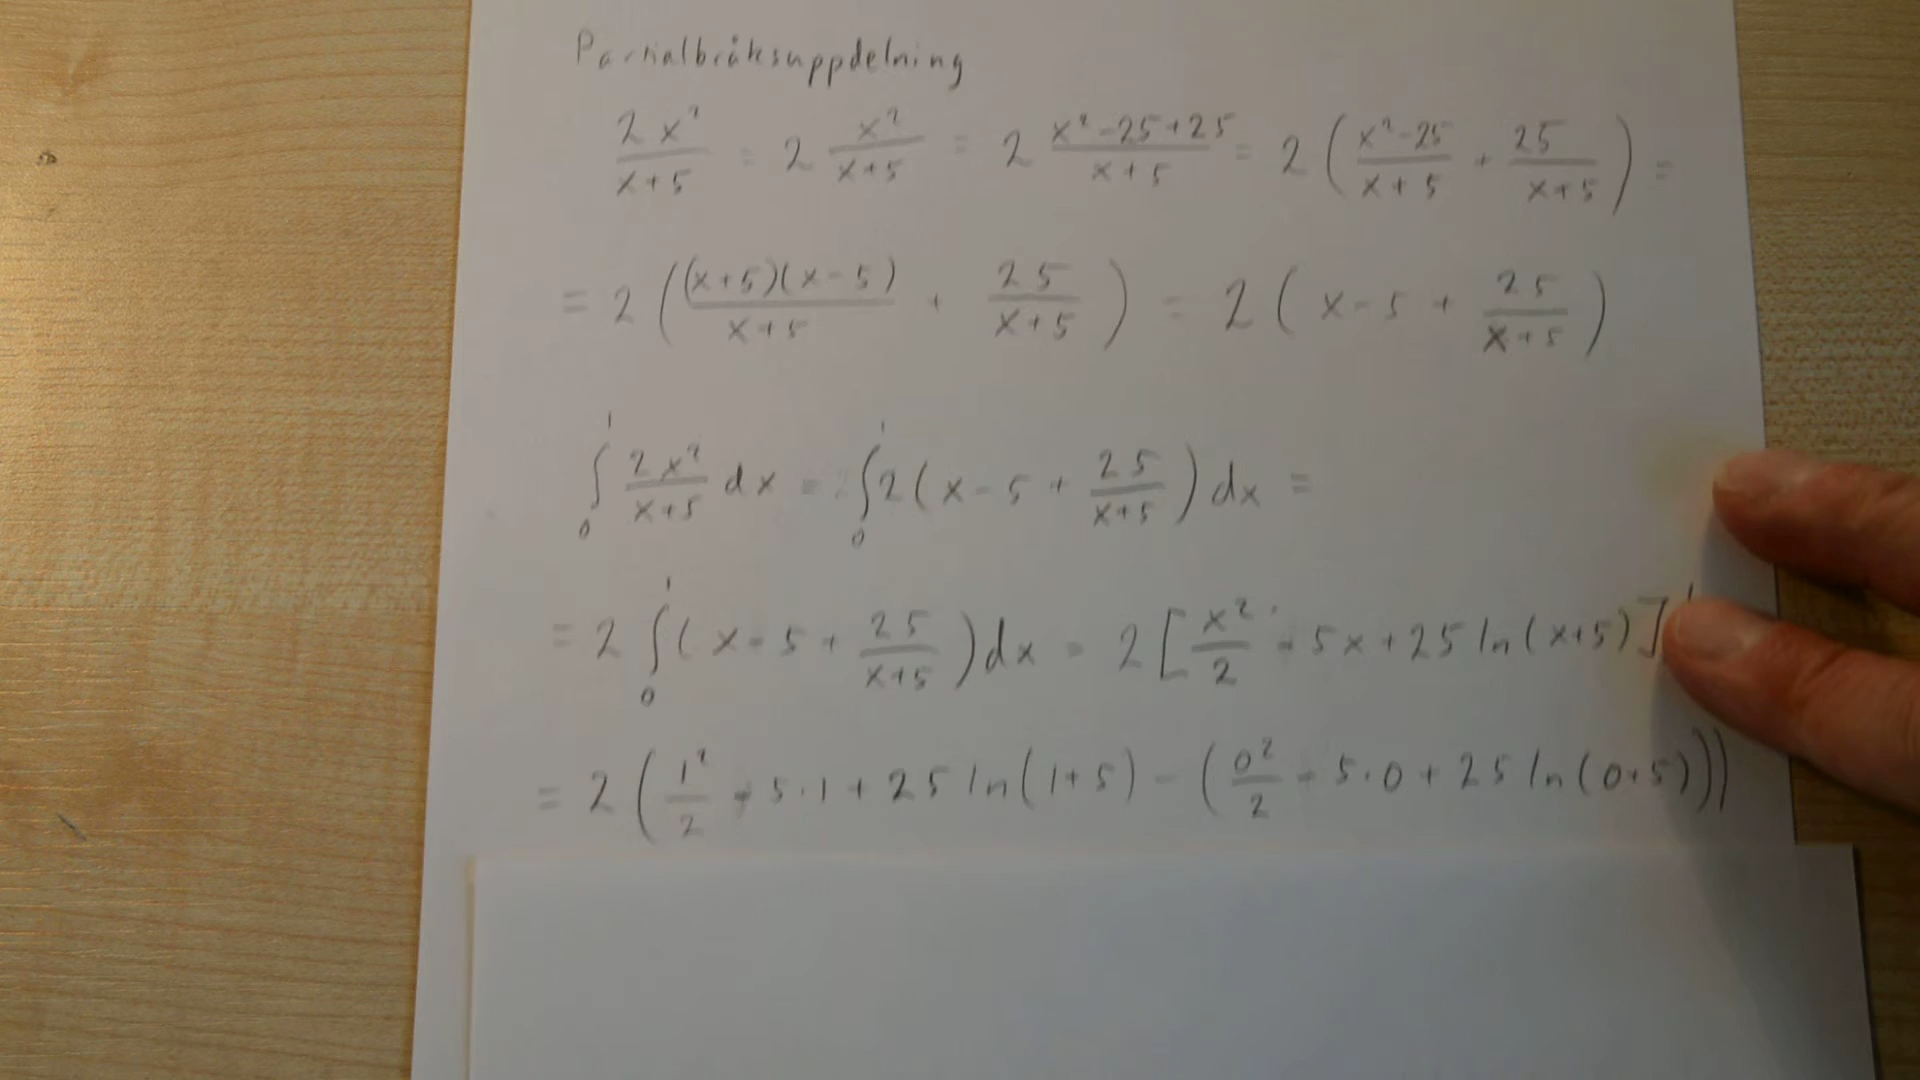 Partialbråksuppdelning
2x²/(x+5) = 2 x²/(x+5) = 2 (x²-25+25)/(x+5) = 2((x²-25)/(x+5) + 25/(x+5)) =
= 2((x+5)(x-5)/(x+5) + 25/(x+5)) = 2(x-5 + 25/(x+5))
∫₀¹ 2x²/(x+5) dx = ∫₀¹ 2(x-5 + 25/(x+5)) dx =
= 2 ∫₀¹ (x-5 + 25/(x+5)) dx = 2[x²/2 - 5x + 25 ln(x+5)]¹
= 2(1²/2 - 5·1 + 25 ln(1+5) - (0²/2 - 5·0 + 25 ln(0+5)))